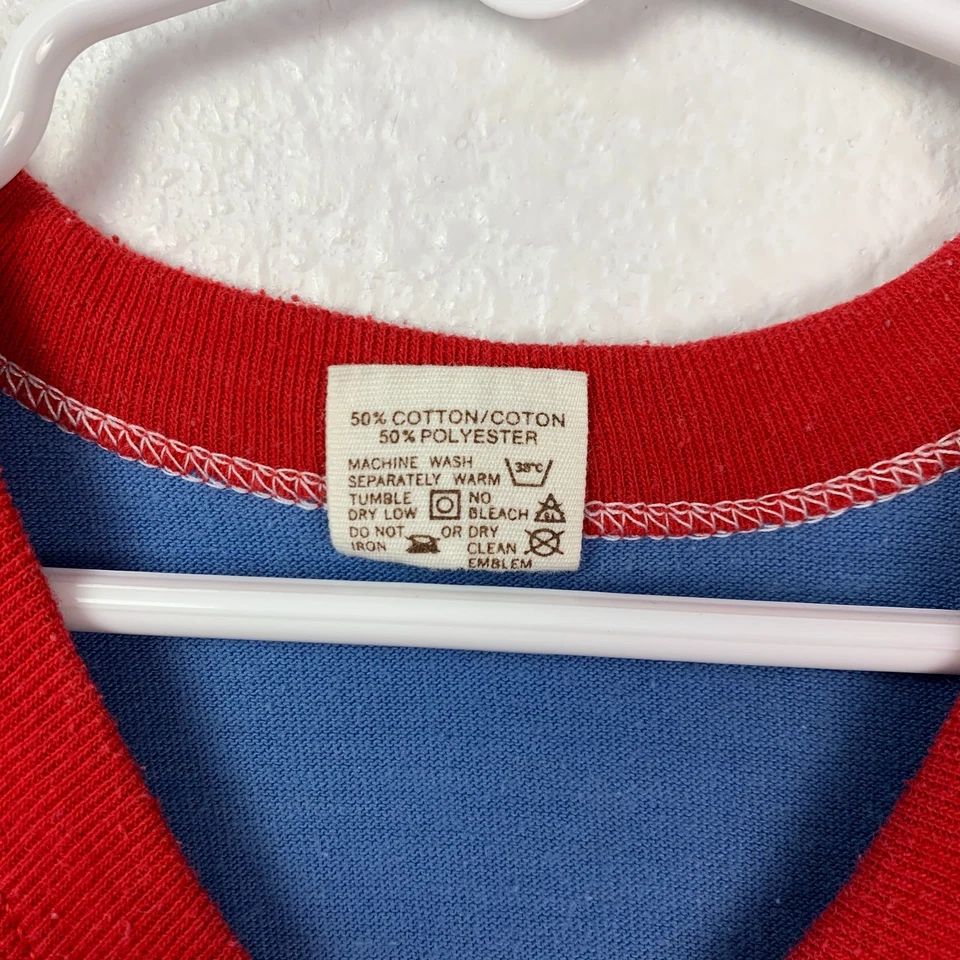 50% COTTON/COTON
50% POLYESTER
MACHINE WASH
SEPARATELY WARM 38°C
TUMBLE NO
DRY LOW BLEACH
DO NOT OR DRY
IRON CLEAN
EMBLEM